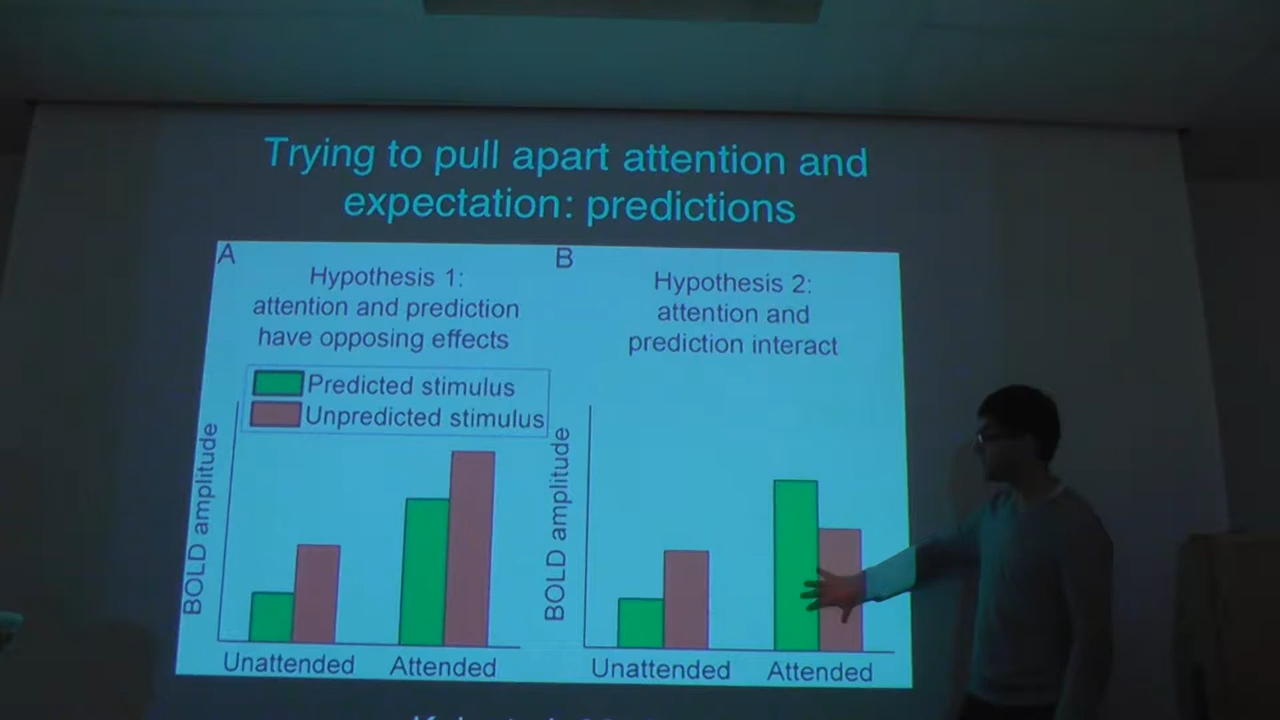 Trying to pull apart attention and
expectation: predictions
A
Hypothesis 1:
attention and prediction
have opposing effects
Predicted stimulus
Unpredicted stimulus
BOLD amplitude
Unattended
Attended
B
Hypothesis 2:
attention and
prediction interact
BOLD amplitude
Unattended
Attended